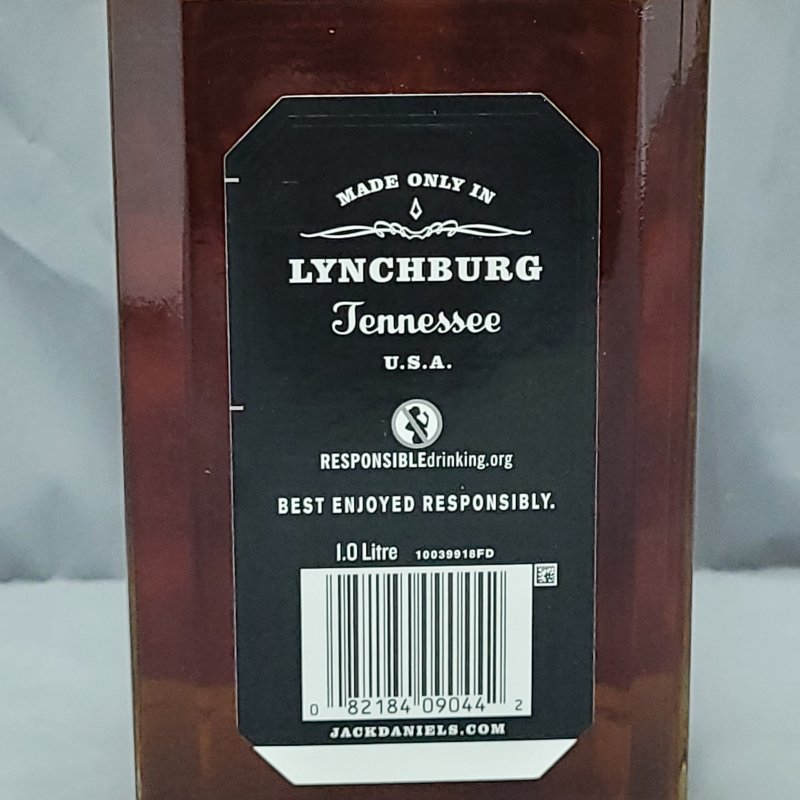 MADE ONLY IN
LYNCHBURG
Tennessee
U.S.A.
RESPONSIBLEdrinking.org
BEST ENJOYED RESPONSIBLY.
1.0 Litre 10039918FD
0 82184 09044 2
JACKDANIELS.COM